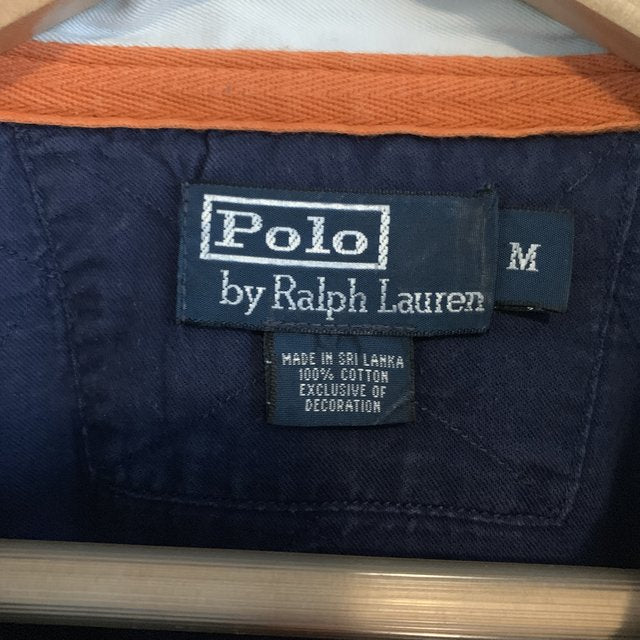 Polo
by Ralph Lauren
M
MADE IN SRI LANKA
100% COTTON
EXCLUSIVE OF
DECORATION